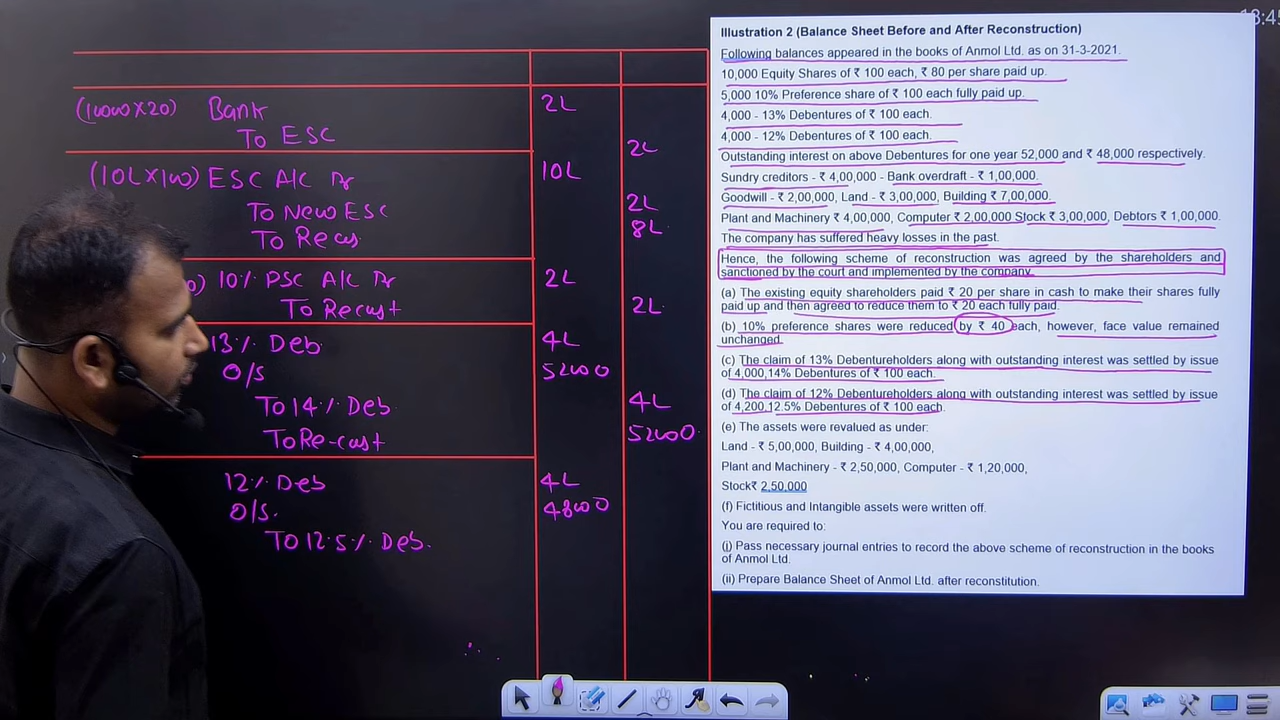 (10000×20) Bank 2L
To ESC 2L
(10L×100) ESC A/C Dr 10L
To New ESC 2L
To Recus 8L
) 10% PSC A/C Dr 2L
To Recast 2L
13% Deb 4L
O/S 52000
To 14% Deb 4L
To Re-cast 52000
12% Deb 4L
O/S. 48000
To 12.5% Deb.
Illustration 2 (Balance Sheet Before and After Reconstruction)
Following balances appeared in the books of Anmol Ltd. as on 31-3-2021.
10,000 Equity Shares of ₹ 100 each, ₹ 80 per share paid up.
5,000 10% Preference share of ₹ 100 each fully paid up.
4,000 - 13% Debentures of ₹ 100 each.
4,000 - 12% Debentures of ₹ 100 each.
Outstanding interest on above Debentures for one year 52,000 and ₹ 48,000 respectively.
Sundry creditors - ₹ 4,00,000 - Bank overdraft - ₹ 1,00,000.
Goodwill - ₹ 2,00,000, Land - ₹ 3,00,000, Building ₹ 7,00,000.
Plant and Machinery ₹ 4,00,000, Computer ₹ 2,00,000 Stock ₹ 3,00,000, Debtors ₹ 1,00,000.
The company has suffered heavy losses in the past.
Hence, the following scheme of reconstruction was agreed by the shareholders and
sanctioned by the court and implemented by the company.
(a) The existing equity shareholders paid ₹ 20 per share in cash to make their shares fully
paid up and then agreed to reduce them to ₹ 20 each fully paid.
(b) 10% preference shares were reduced by ₹ 40 each, however, face value remained
unchanged.
(c) The claim of 13% Debentureholders along with outstanding interest was settled by issue
of 4,000,14% Debentures of ₹ 100 each.
(d) The claim of 12% Debentureholders along with outstanding interest was settled by issue
of 4,200,12.5% Debentures of ₹ 100 each.
(e) The assets were revalued as under:
Land - ₹ 5,00,000, Building - ₹ 4,00,000,
Plant and Machinery - ₹ 2,50,000, Computer - ₹ 1,20,000,
Stock₹ 2,50,000
(f) Fictitious and Intangible assets were written off.
You are required to:
(i) Pass necessary journal entries to record the above scheme of reconstruction in the books
of Anmol Ltd.
(ii) Prepare Balance Sheet of Anmol Ltd. after reconstitution.